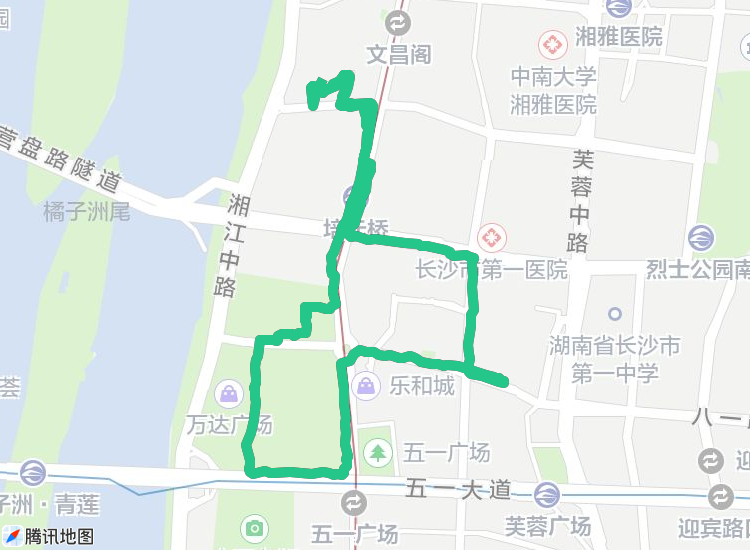 园
文昌阁
湘雅医院
中南大学
湘雅医院
营盘路隧道
橘子洲尾
湘江中路
芙蓉中路
长沙市第一医院
烈士公园南
湖南省长沙市
第一中学
荟
乐和城
万达广场
八一
五一广场
迎
子洲·青莲
五一大道
五一广场
芙蓉广场
迎宾路口
腾讯地图